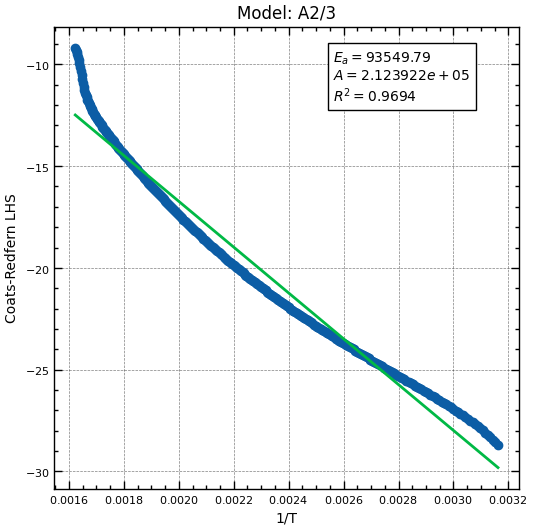 Model: A2/3
E_a = 93549.79
A = 2.123922e + 05
R² = 0.9694
Coats-Redfern LHS
−10
−15
−20
−25
−30
0.0016 0.0018 0.0020 0.0022 0.0024 0.0026 0.0028 0.0030 0.0032
1/T